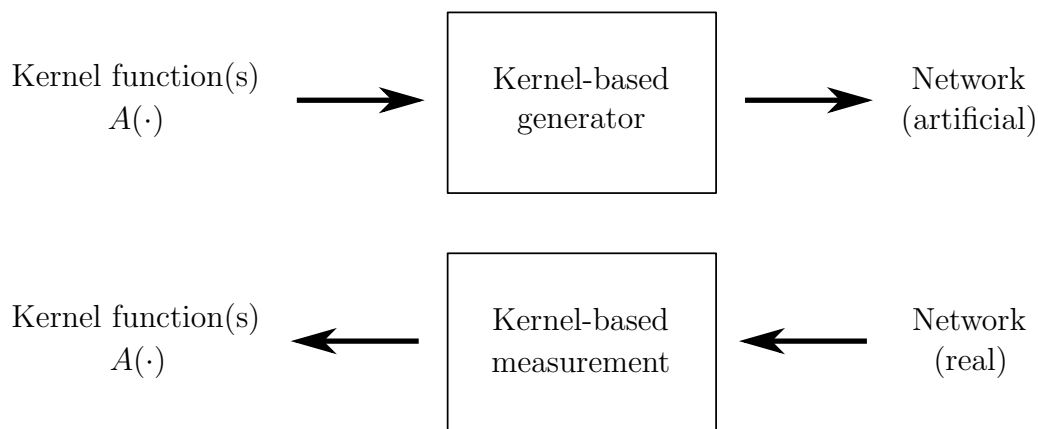 Kernel function(s)
A(·)
Kernel-based
generator
Network
(artificial)
Kernel function(s)
A(·)
Kernel-based
measurement
Network
(real)